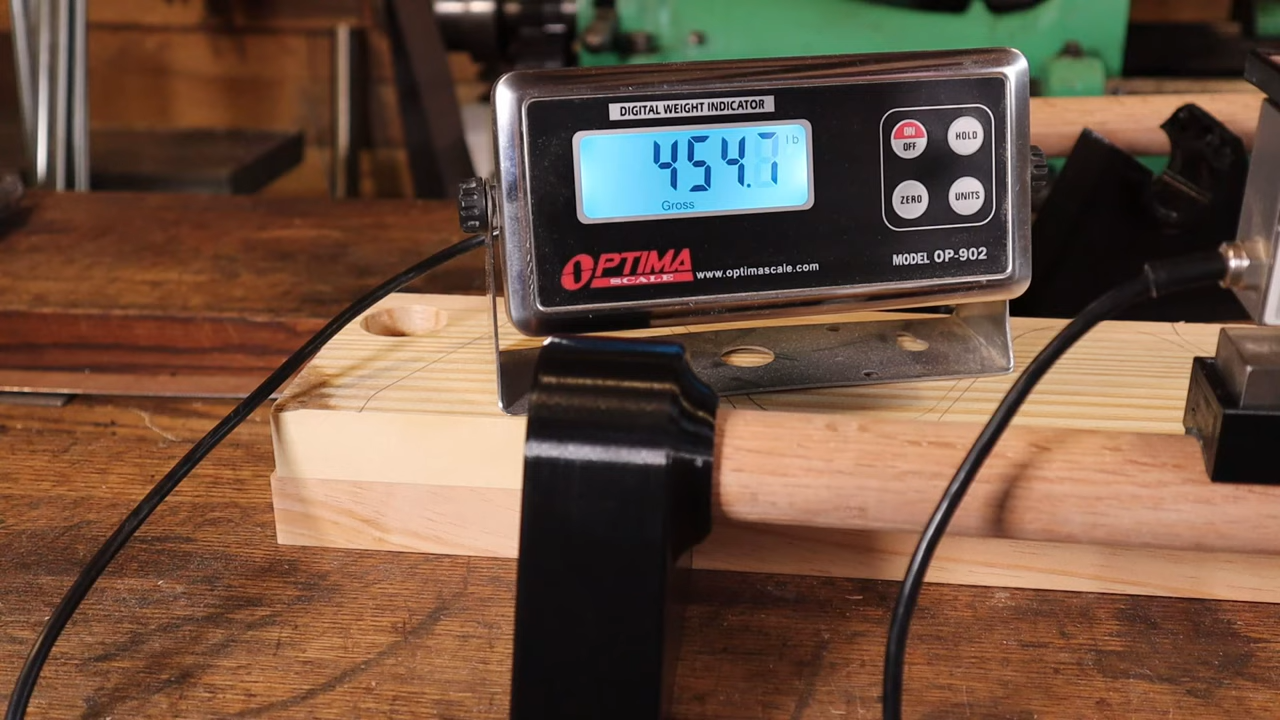 DIGITAL WEIGHT INDICATOR
454.7 lb
Gross
ON
OFF
HOLD
ZERO
UNITS
OPTIMA
SCALE
www.optimascale.com
MODEL OP-902